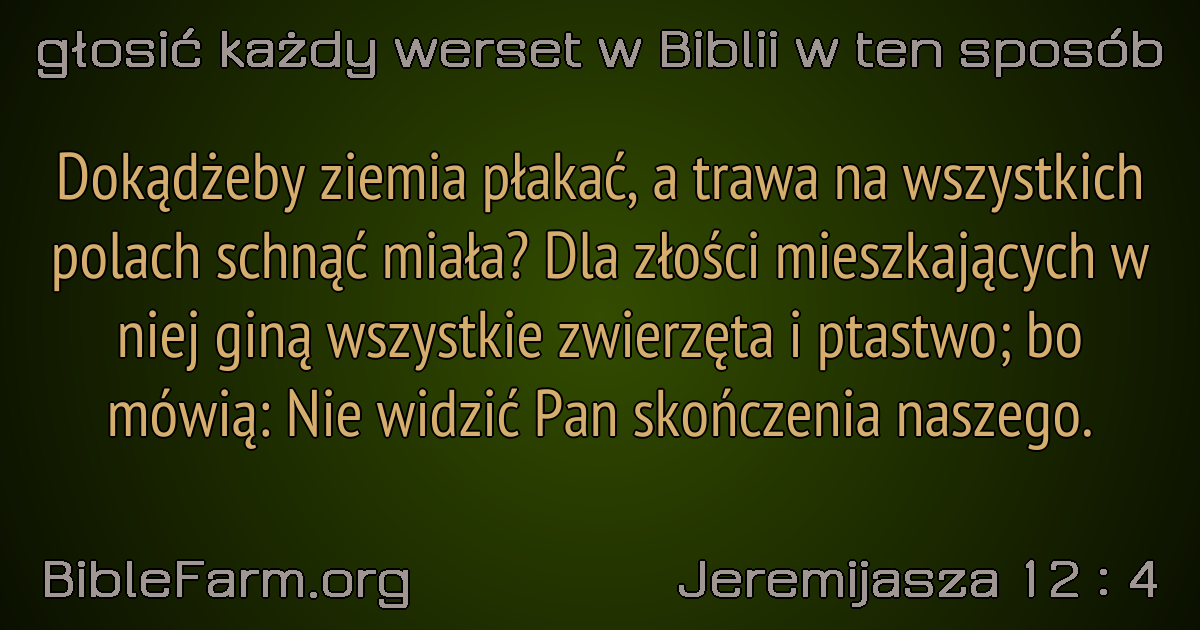 głosić każdy werset w Biblii w ten sposób
Dokądżeby ziemia płakać, a trawa na wszystkich
polach schnąć miała? Dla złości mieszkających w
niej giną wszystkie zwierzęta i ptastwo; bo
mówią: Nie widzić Pan skończenia naszego.
BibleFarm.org
Jeremijasza 12 : 4